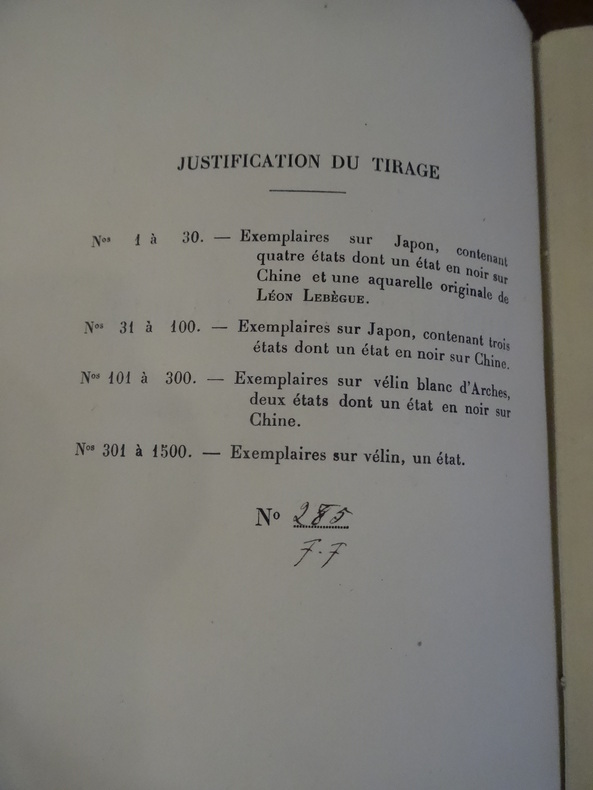 JUSTIFICATION DU TIRAGE
Nos 1 à 30. — Exemplaires sur Japon, contenant
quatre états dont un état en noir sur
Chine et une aquarelle originale de
LÉON LEBÈGUE.
Nos 31 à 100. — Exemplaires sur Japon, contenant trois
états dont un état en noir sur Chine.
Nos 101 à 300. — Exemplaires sur vélin blanc d'Arches,
deux états dont un état en noir sur
Chine.
Nos 301 à 1500. — Exemplaires sur vélin, un état.
No 285
F.F